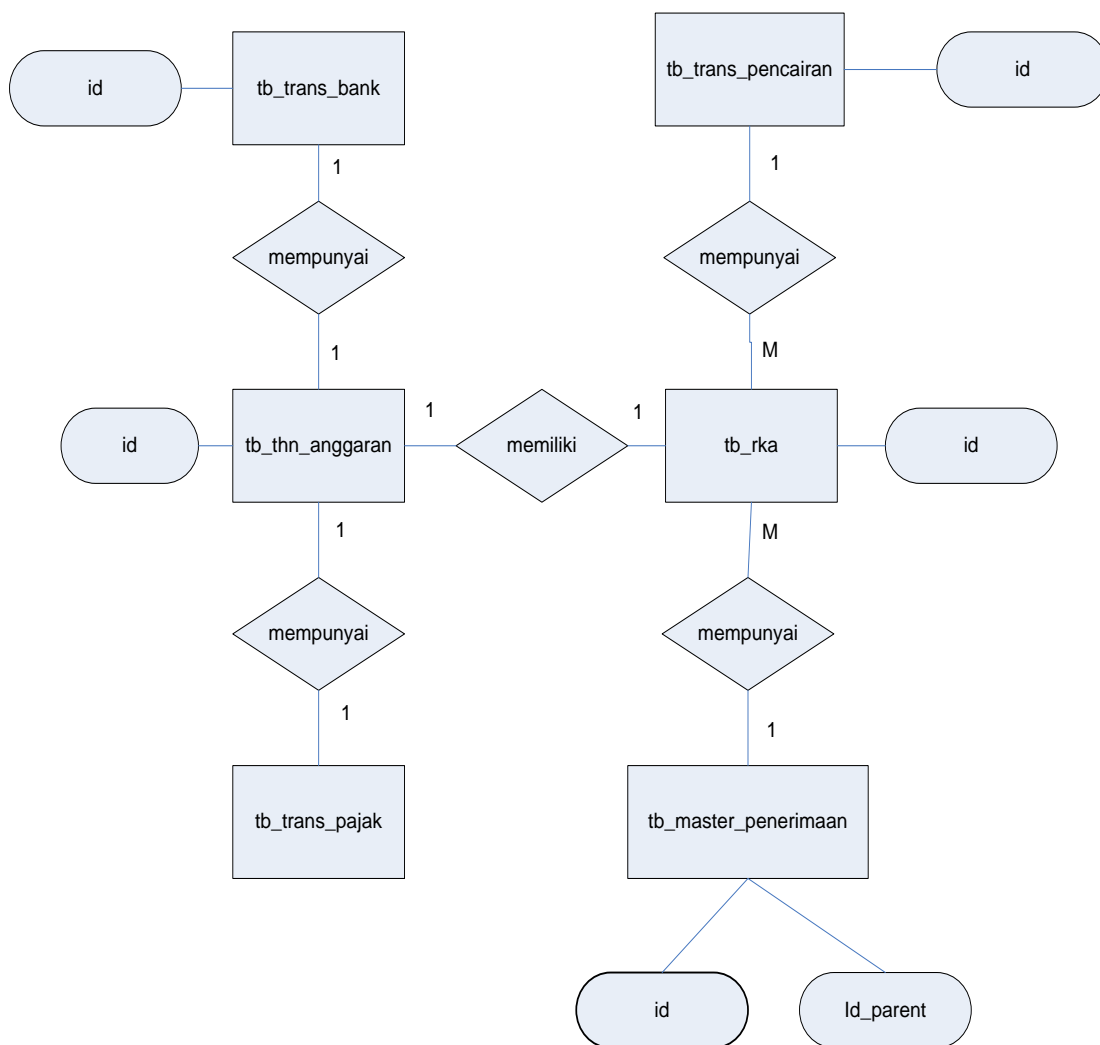 id
tb_trans_bank
tb_trans_pencairan
id
1
1
mempunyai
mempunyai
1
M
id
tb_thn_anggaran
1
memiliki
1
tb_rka
id
1
M
mempunyai
mempunyai
1
1
tb_trans_pajak
tb_master_penerimaan
id
Id_parent